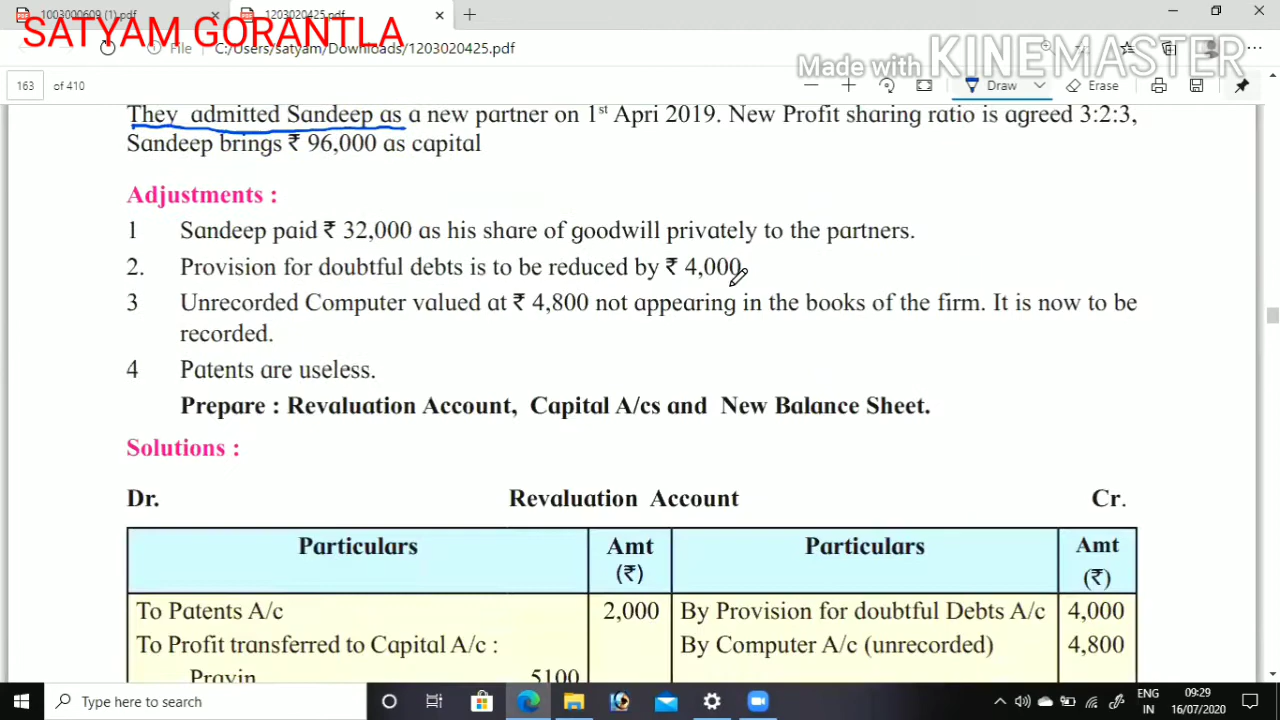 1003000609 (1).pdf
1203020425.pdf
SATYAM GORANTLA
File C:/Users/satyam/Downloads/1203020425.pdf
Made with KINEMASTER
163 of 410
Draw
Erase
They admitted Sandeep as a new partner on 1st Apri 2019. New Profit sharing ratio is agreed 3:2:3,
Sandeep brings ₹ 96,000 as capital
Adjustments :
1 Sandeep paid ₹ 32,000 as his share of goodwill privately to the partners.
2. Provision for doubtful debts is to be reduced by ₹ 4,000
3 Unrecorded Computer valued at ₹ 4,800 not appearing in the books of the firm. It is now to be
recorded.
4 Patents are useless.
Prepare : Revaluation Account, Capital A/cs and New Balance Sheet.
Solutions :
Dr. Revaluation Account Cr.
Particulars Amt (₹) Particulars Amt (₹)
To Patents A/c 2,000 By Provision for doubtful Debts A/c 4,000
To Profit transferred to Capital A/c : By Computer A/c (unrecorded) 4,800
Pravin 5100
Type here to search
ENG
IN
09:29
16/07/2020